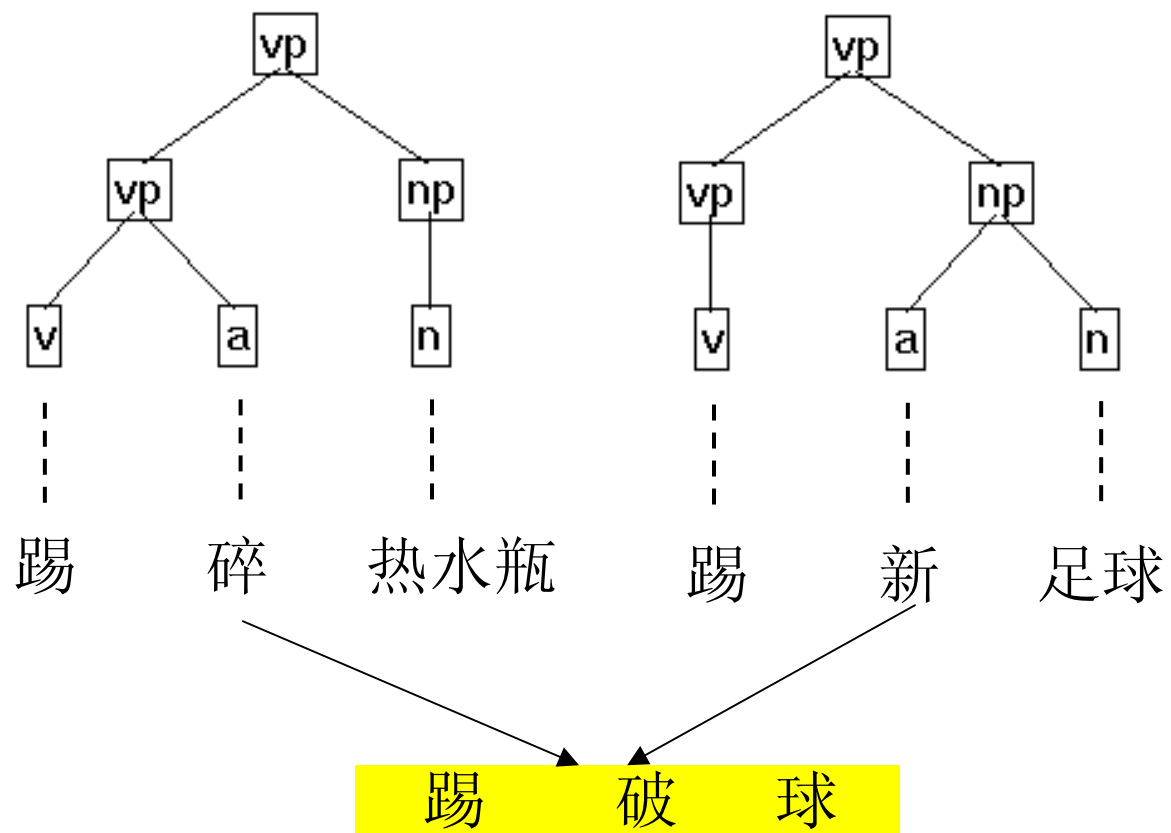 vp vp
vp np vp np
v a n v a n
踢 碎 热水瓶 踢 新 足球
踢 破 球